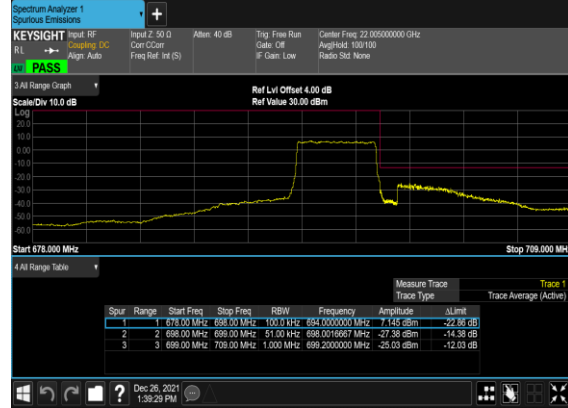 Spectrum Analyzer 1
Spurious Emissions
KEYSIGHT Input: RF Input Z: 50 Ω Atten: 40 dB Trig: Free Run Center Freq: 22.005000000 GHz
RL Coupling: DC Corr CCorr Gate: Off Avg|Hold: 100/100
Align: Auto Freq Ref: Int (S) IF Gain: Low Radio Std: None
PASS
3 All Range Graph Ref Lvl Offset 4.00 dB
Scale/Div 10.0 dB Ref Value 30.00 dBm
Log
20.0
10.0
0.00
-10.0
-20.0
-30.0
-40.0
-50.0
-60.0
Start 678.000 MHz Stop 709.000 MH
4 All Range Table
Measure Trace Trace 1
Trace Type Trace Average (Active)
Spur Range Start Freq Stop Freq RBW Frequency Amplitude ΔLimit
1 1 678.00 MHz 698.00 MHz 100.0 kHz 694.0000000 MHz 7.145 dBm -22.86 dB
2 2 698.00 MHz 699.00 MHz 51.00 kHz 698.0016667 MHz -27.38 dBm -14.38 dB
3 3 699.00 MHz 709.00 MHz 1.000 MHz 699.2000000 MHz -25.03 dBm -12.03 dB
? Dec 26, 2021
1:39:29 PM